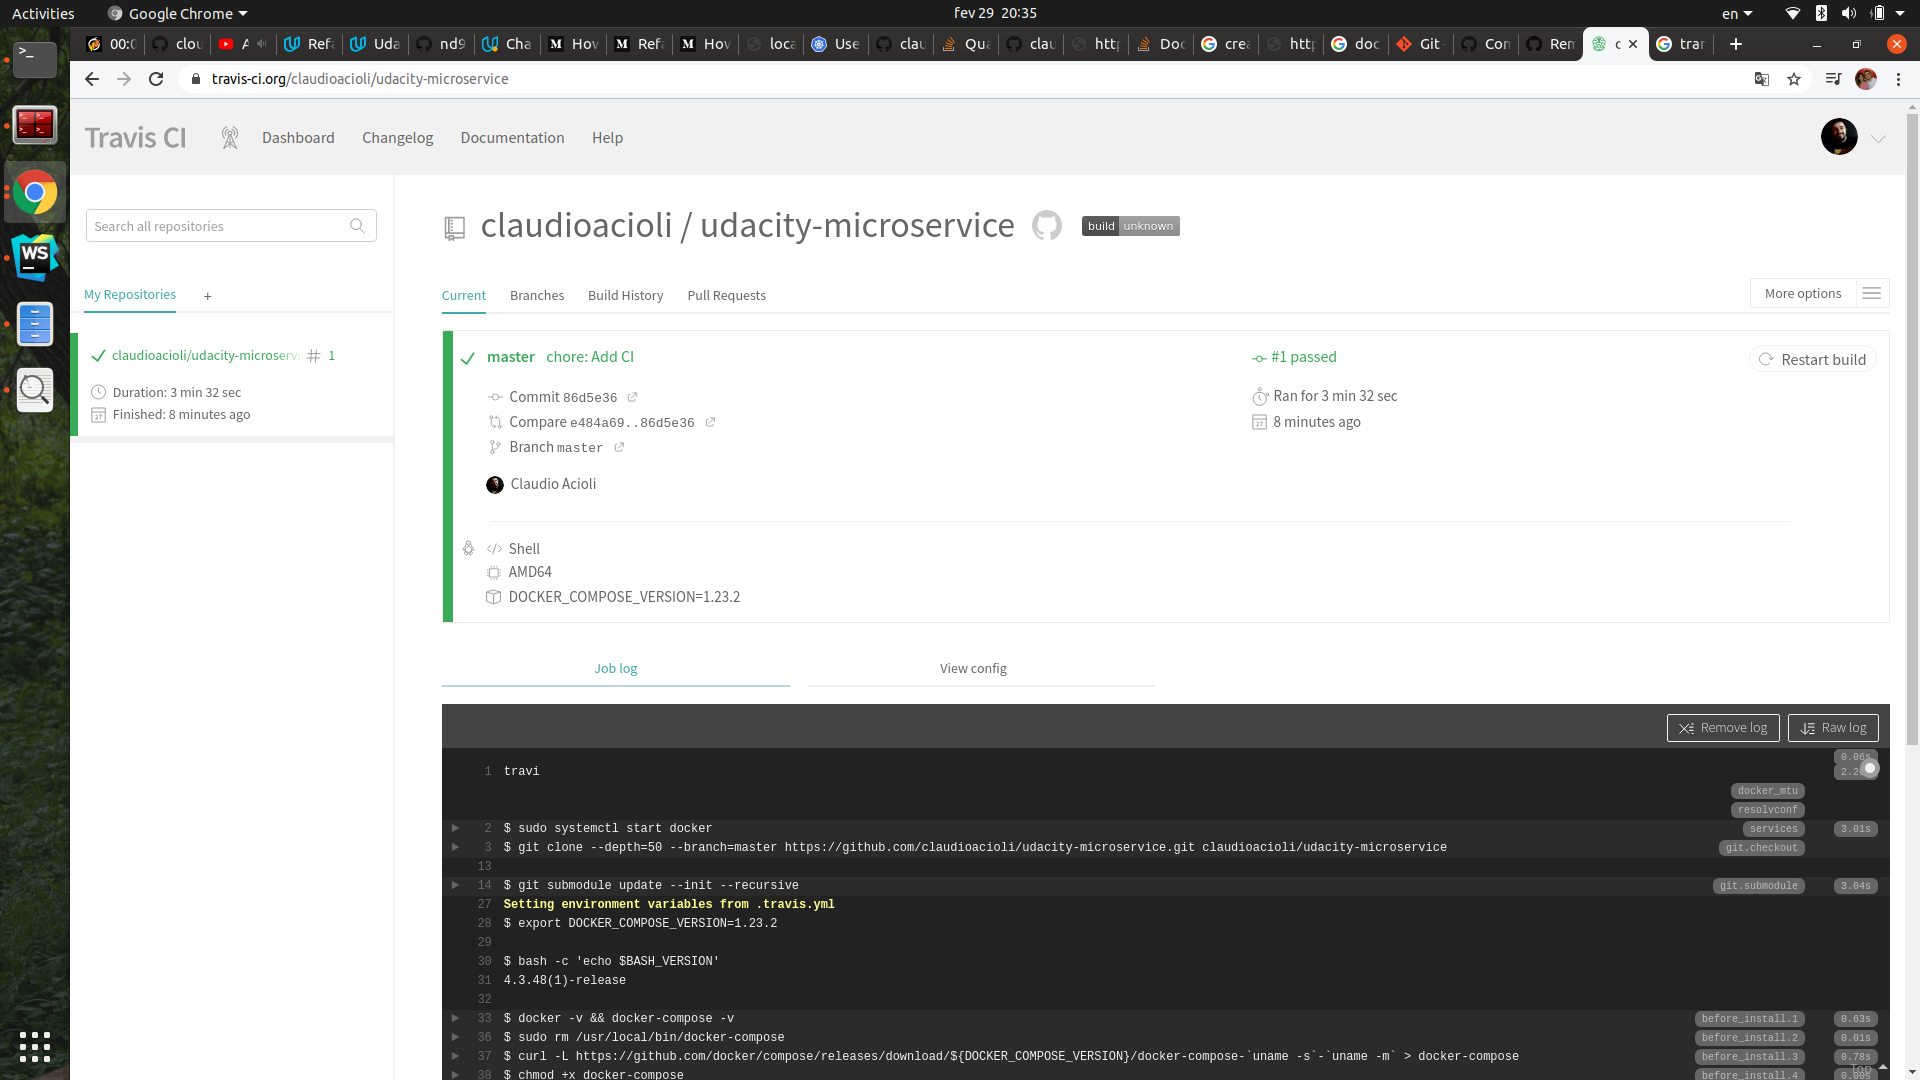 Activities
Google Chrome
fev 29 20:35
en
00:0
clou
A
Refa
Uda
nd9
Cha
How
Refa
How
loca
Use
clau
Qua
clau
http
Doc
crea
http
doc
Git
Con
Rem
c
trar
travis-ci.org/claudioacioli/udacity-microservice
Travis CI
Dashboard
Changelog
Documentation
Help
Search all repositories
My Repositories +
claudioacioli/udacity-microservi # 1
Duration: 3 min 32 sec
Finished: 8 minutes ago
claudioacioli / udacity-microservice
build unknown
Current
Branches
Build History
Pull Requests
More options
master chore: Add CI
#1 passed
Restart build
Commit 86d5e36
Ran for 3 min 32 sec
Compare e484a69..86d5e36
8 minutes ago
Branch master
Claudio Acioli
Shell
AMD64
DOCKER_COMPOSE_VERSION=1.23.2
Job log
View config
Remove log
Raw log
0.06s
1 travi
docker_mtu
resolvconf
2 $ sudo systemctl start docker services 3.01s
3 $ git clone --depth=50 --branch=master https://github.com/claudioacioli/udacity-microservice.git claudioacioli/udacity-microservice git.checkout
13
14 $ git submodule update --init --recursive git.submodule 3.04s
27 Setting environment variables from .travis.yml
28 $ export DOCKER_COMPOSE_VERSION=1.23.2
29
30 $ bash -c 'echo $BASH_VERSION'
31 4.3.48(1)-release
32
33 $ docker -v && docker-compose -v before_install.1 0.63s
36 $ sudo rm /usr/local/bin/docker-compose before_install.2 0.01s
37 $ curl -L https://github.com/docker/compose/releases/download/${DOCKER_COMPOSE_VERSION}/docker-compose-`uname -s`-`uname -m` > docker-compose before_install.3 0.78s
38 $ chmod +x docker-compose before_install.4 0.00s
Top
WS